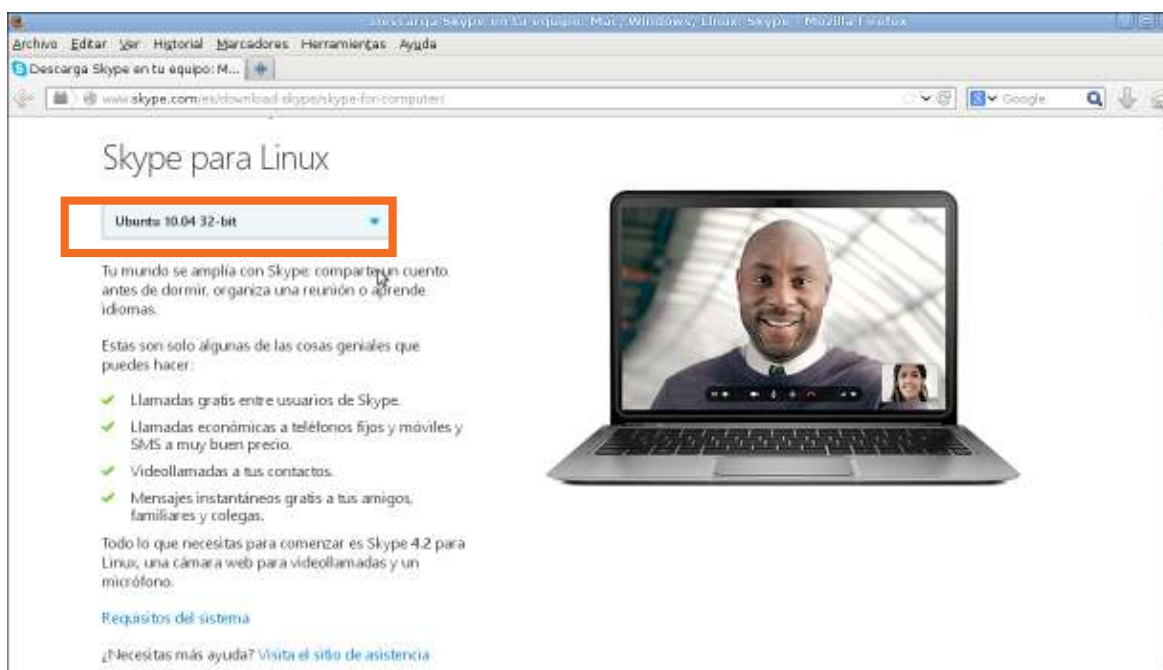 Descarga Skype en tu equipo: Mac, Windows, Linux. Skype - Mozilla Firefox
Archivo Editar Ver Historial Marcadores Herramientas Ayuda
Descarga Skype en tu equipo: M...
www.skype.com/es/download-skype/skype-for-computer/
Google
Skype para Linux
Ubuntu 10.04 32-bit
Tu mundo se amplía con Skype: comparte un cuento
antes de dormir, organiza una reunión o aprende
idiomas.
Estas son solo algunas de las cosas geniales que
puedes hacer:
Llamadas gratis entre usuarios de Skype.
Llamadas económicas a teléfonos fijos y móviles y
SMS a muy buen precio.
Videollamadas a tus contactos.
Mensajes instantáneos gratis a tus amigos,
familiares y colegas.
Todo lo que necesitas para comenzar es Skype 4.2 para
Linux, una cámara web para videollamadas y un
micrófono.
Requisitos del sistema
¿Necesitas más ayuda? Visita el sitio de asistencia